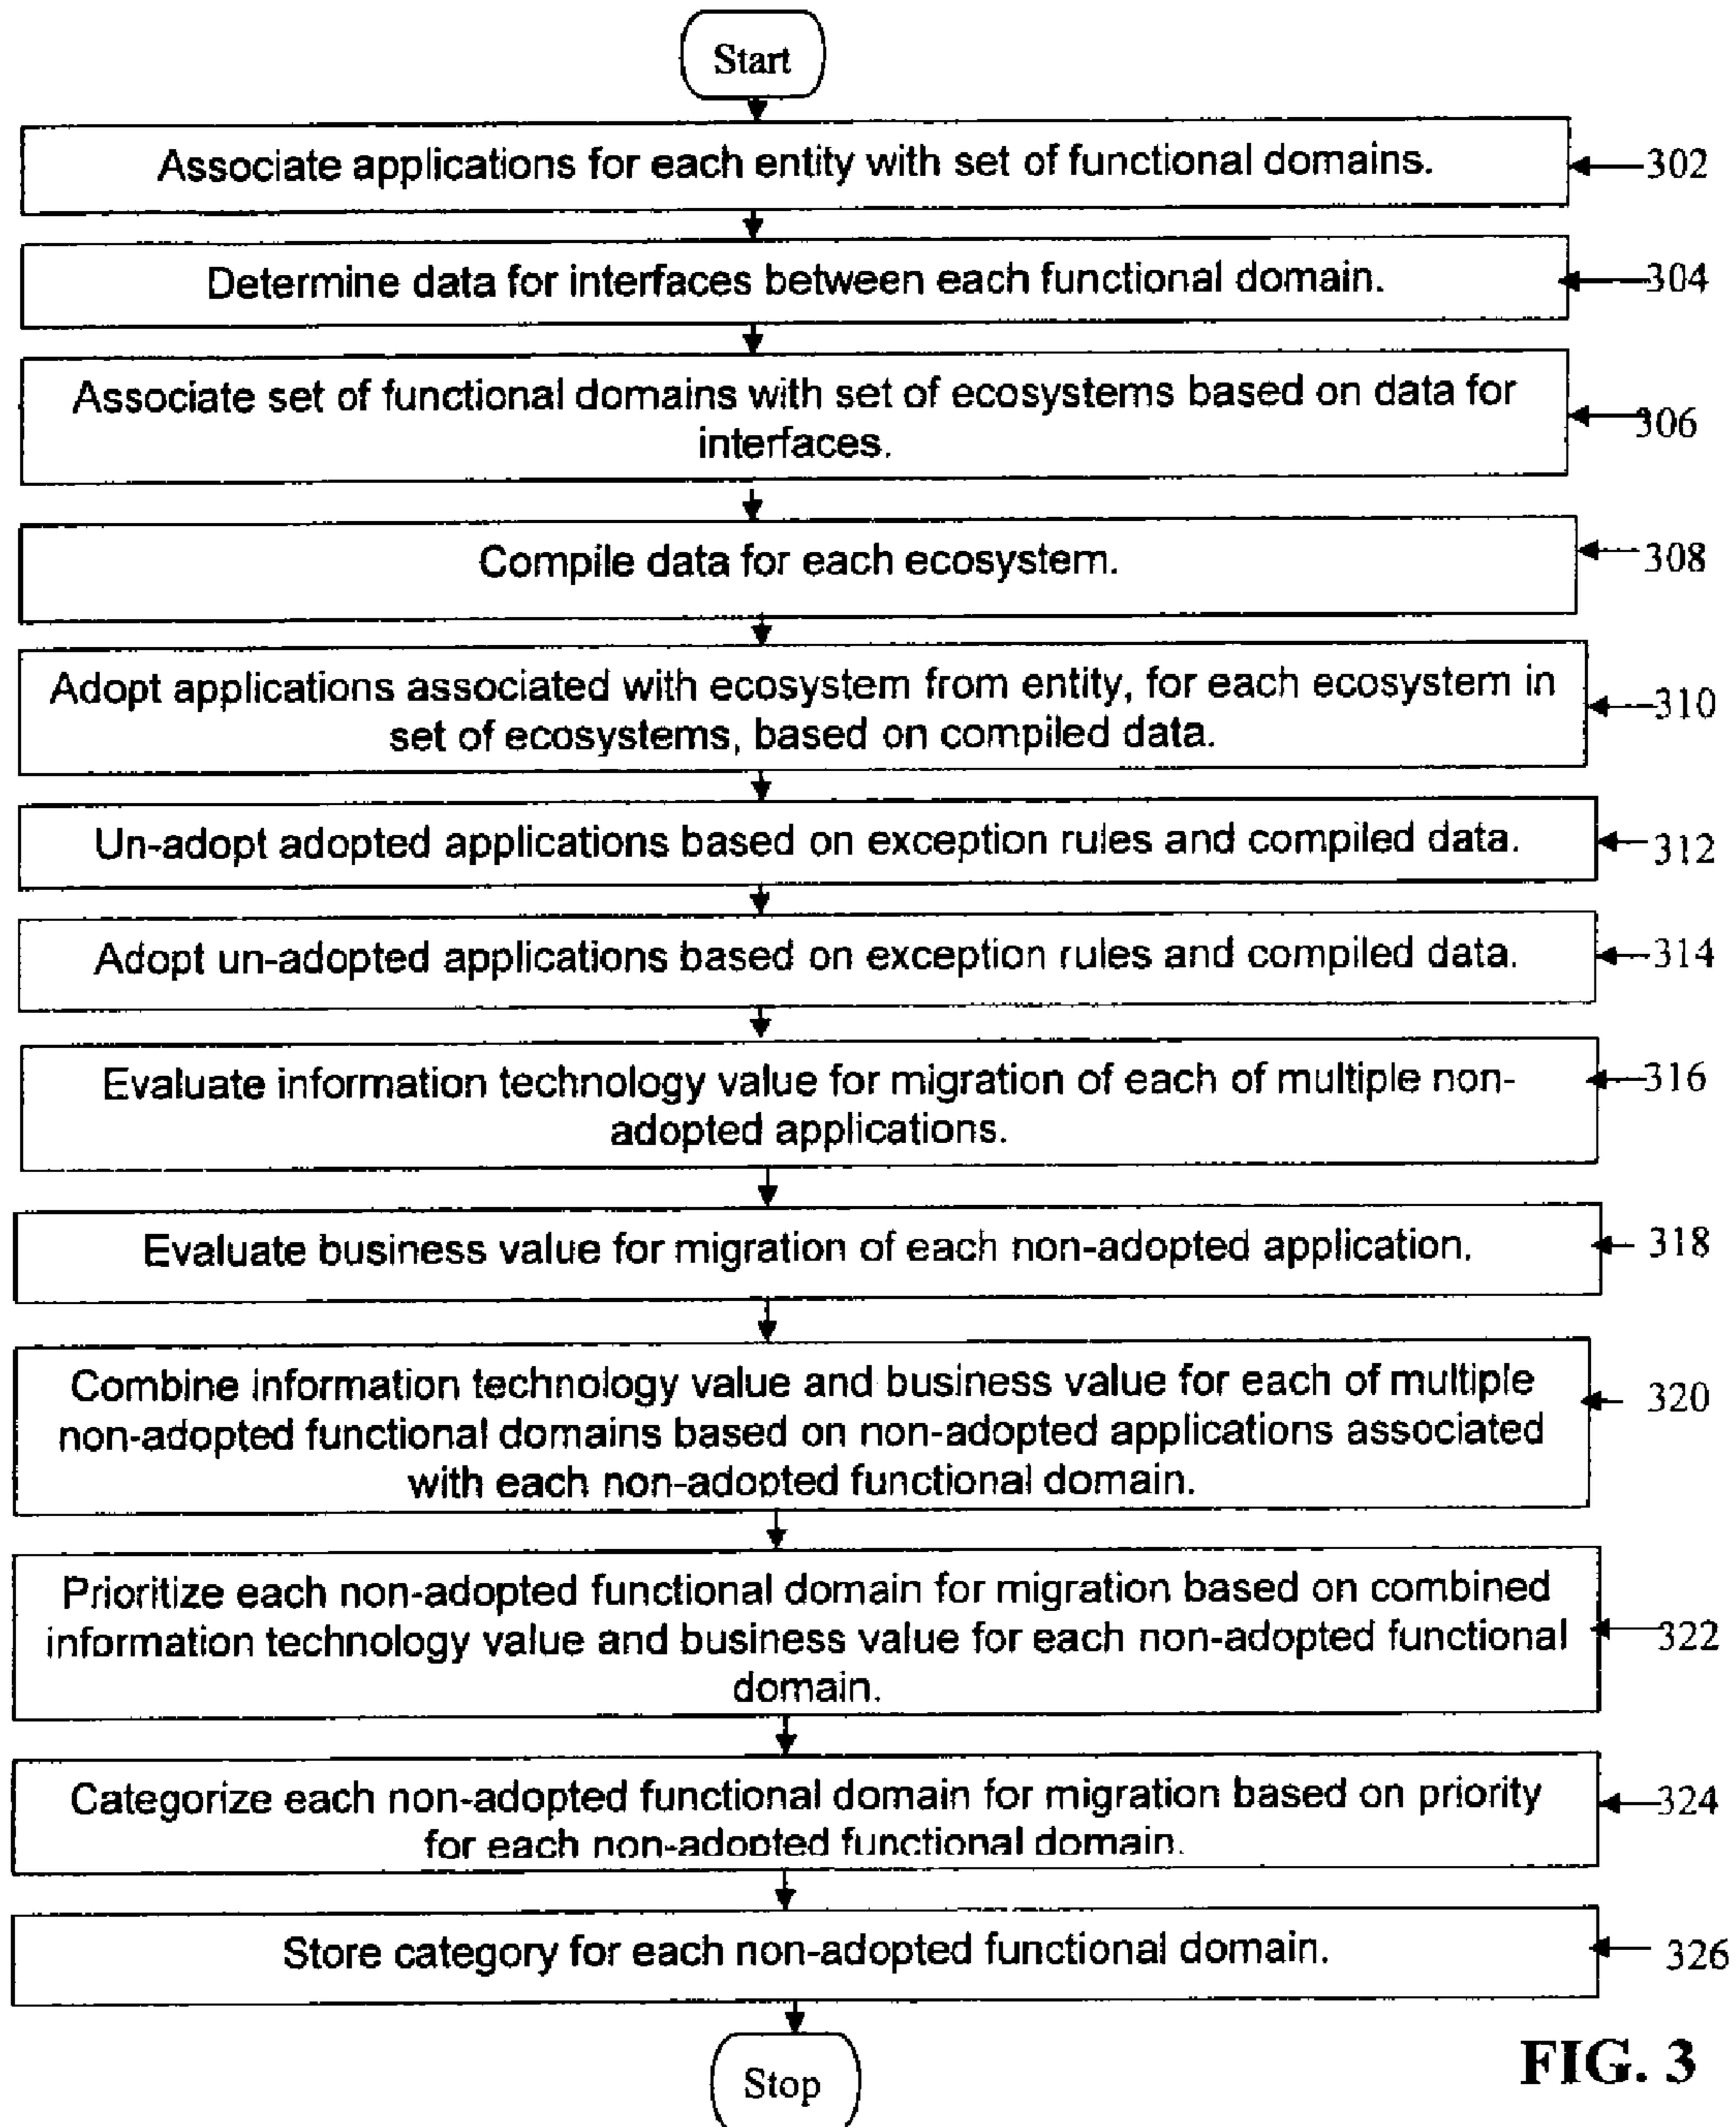 Start
Associate applications for each entity with set of functional domains.
302
Determine data for interfaces between each functional domain.
304
Associate set of functional domains with set of ecosystems based on data for
interfaces.
306
Compile data for each ecosystem.
308
Adopt applications associated with ecosystem from entity, for each ecosystem in
set of ecosystems, based on compiled data.
310
Un-adopt adopted applications based on exception rules and compiled data.
312
Adopt un-adopted applications based on exception rules and compiled data.
314
Evaluate information technology value for migration of each of multiple non-
adopted applications.
316
Evaluate business value for migration of each non-adopted application.
318
Combine information technology value and business value for each of multiple
non-adopted functional domains based on non-adopted applications associated
with each non-adopted functional domain.
320
Prioritize each non-adopted functional domain for migration based on combined
information technology value and business value for each non-adopted functional
domain.
322
Categorize each non-adopted functional domain for migration based on priority
for each non-adopted functional domain.
324
Store category for each non-adopted functional domain.
326
Stop
FIG. 3